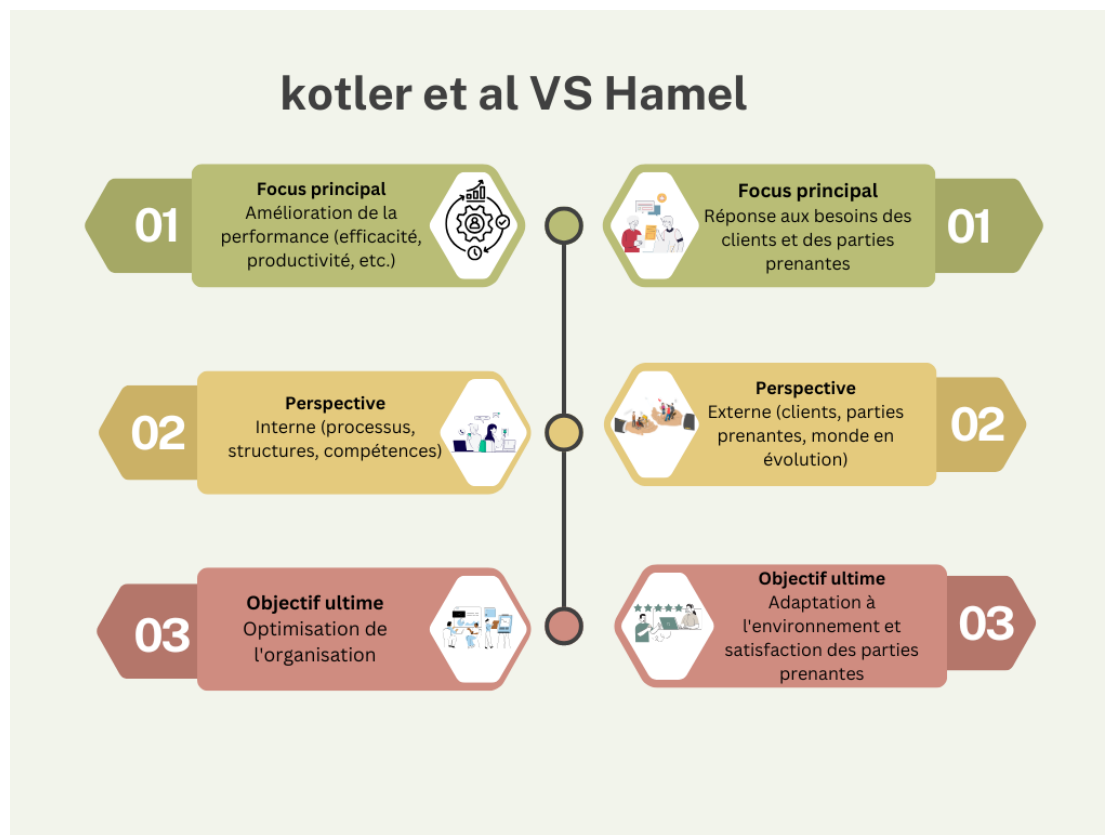 kotler et al VS Hamel
01
Focus principal
Amélioration de la
performance (efficacité,
productivité, etc.)
Focus principal
Réponse aux besoins des
clients et des parties
prenantes
01
02
Perspective
Interne (processus,
structures, compétences)
Perspective
Externe (clients, parties
prenantes, monde en
évolution)
02
03
Objectif ultime
Optimisation de
l'organisation
Objectif ultime
Adaptation à
l'environnement et
satisfaction des parties
prenantes
03